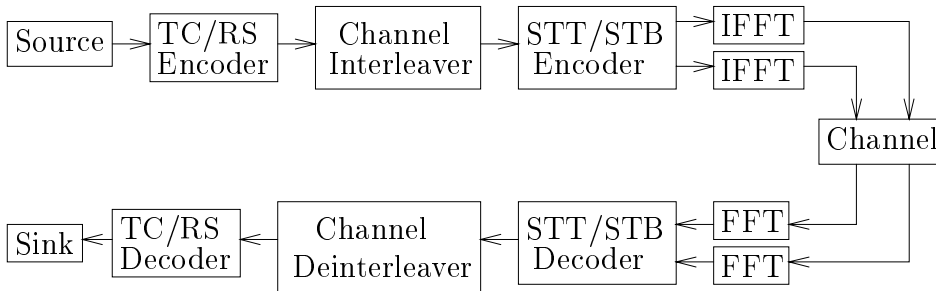 Source
TC/RS
Encoder
Channel
Interleaver
STT/STB
Encoder
IFFT
IFFT
Channel
Sink
TC/RS
Decoder
Channel
Deinterleaver
STT/STB
Decoder
FFT
FFT